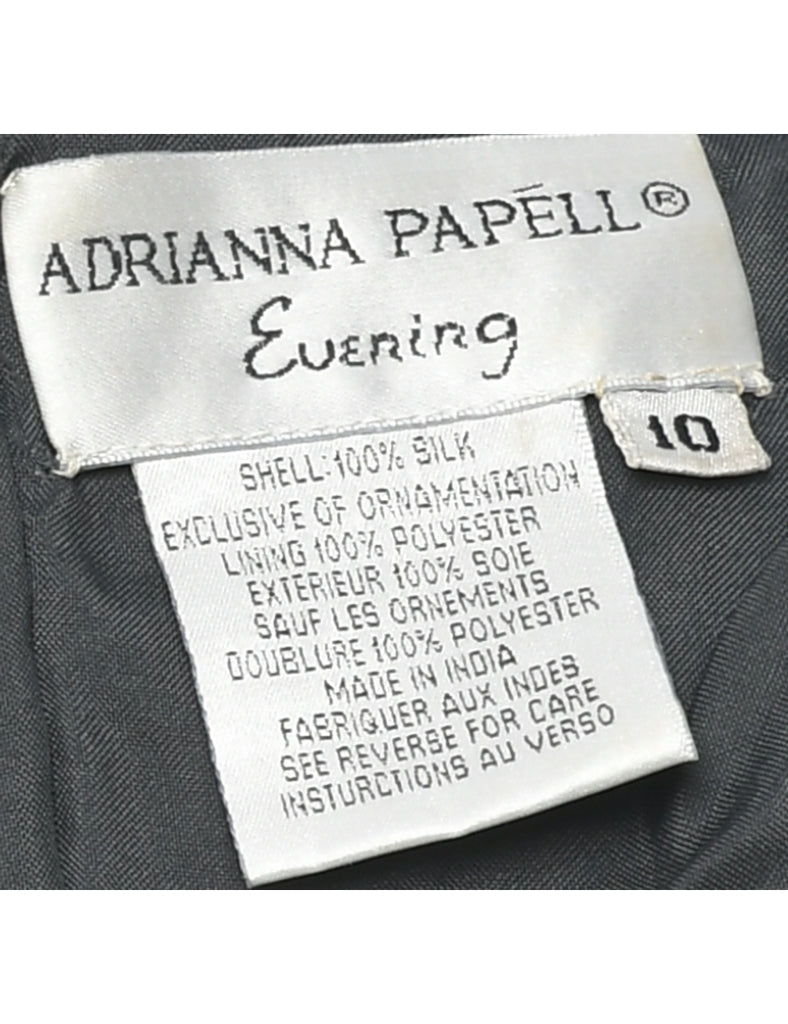 ADRIANNA PAPĒLL®
Evening
10
SHELL:100% SILK
EXCLUSIVE OF ORNAMENTATION
LINING 100% POLYESTER
EXTERIEUR 100% SOIE
SAUF LES ORNEMENTS
DOUBLURE 100% POLYESTER
MADE IN INDIA
FABRIQUER AUX INDES
SEE REVERSE FOR CARE
INSTURCTIONS AU VERSO